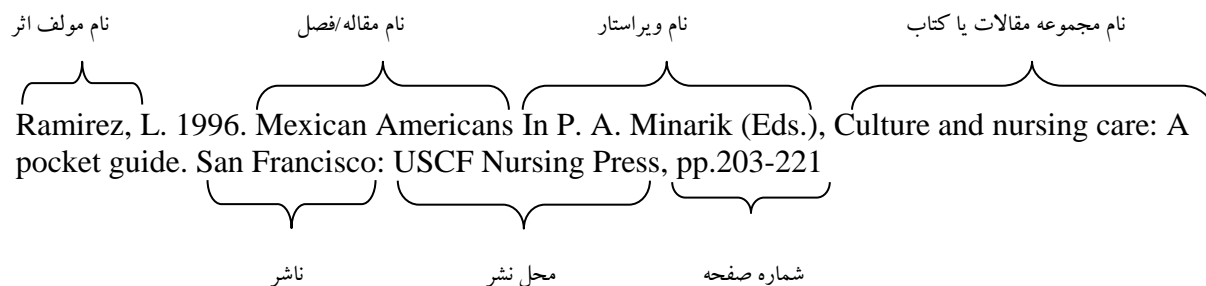 نام مولف اثر نام مقاله/فصل نام ویراستار نام مجموعه مقالات یا کتاب
Ramirez, L. 1996. Mexican Americans In P. A. Minarik (Eds.), Culture and nursing care: A
pocket guide. San Francisco: USCF Nursing Press, pp.203-221
ناشر محل نشر شماره صفحه